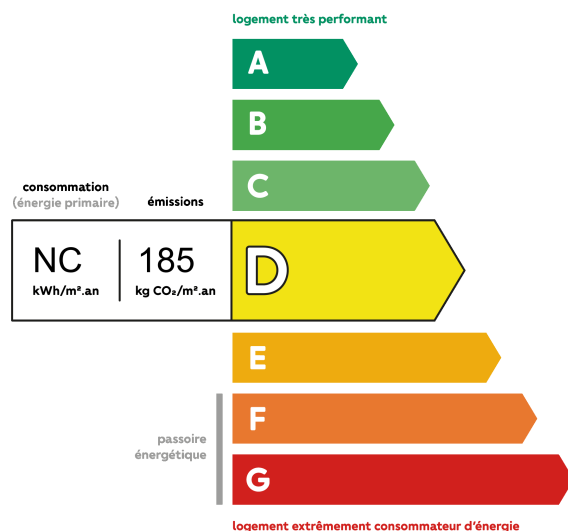 logement très performant
A
B
C
consommation
(énergie primaire)
émissions
NC
185
kWh/m².an
kg CO₂/m².an
D
E
F
passoire
énergétique
G
logement extrêmement consommateur d'énergie